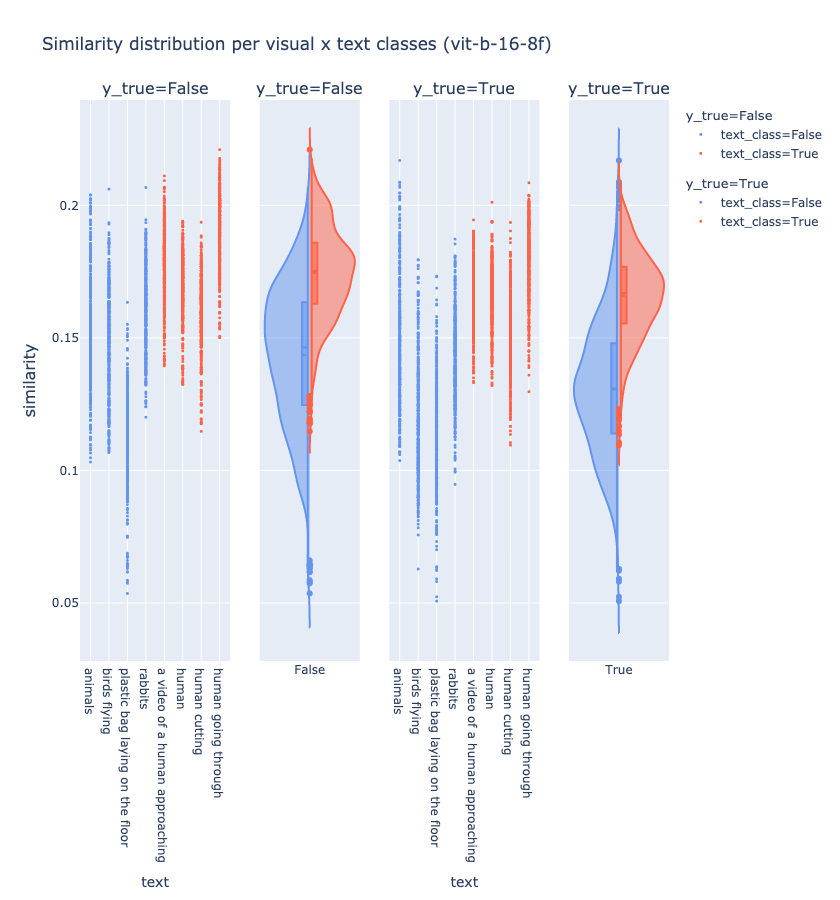 Similarity distribution per visual x text classes (vit-b-16-8f)
y_true=False
y_true=False
y_true=True
y_true=True
y_true=False
text_class=False
text_class=True
y_true=True
text_class=False
text_class=True
similarity
0.2
0.15
0.1
0.05
animals
birds flying
plastic bag laying on the floor
rabbits
a video of a human approaching
human
human cutting
human going through
False
animals
birds flying
plastic bag laying on the floor
rabbits
a video of a human approaching
human
human cutting
human going through
True
text
text